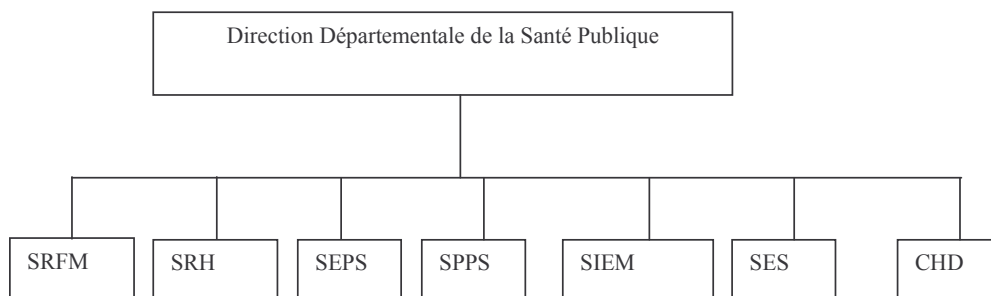 Direction Départementale de la Santé Publique
SRFM SRH SEPS SPPS SIEM SES CHD